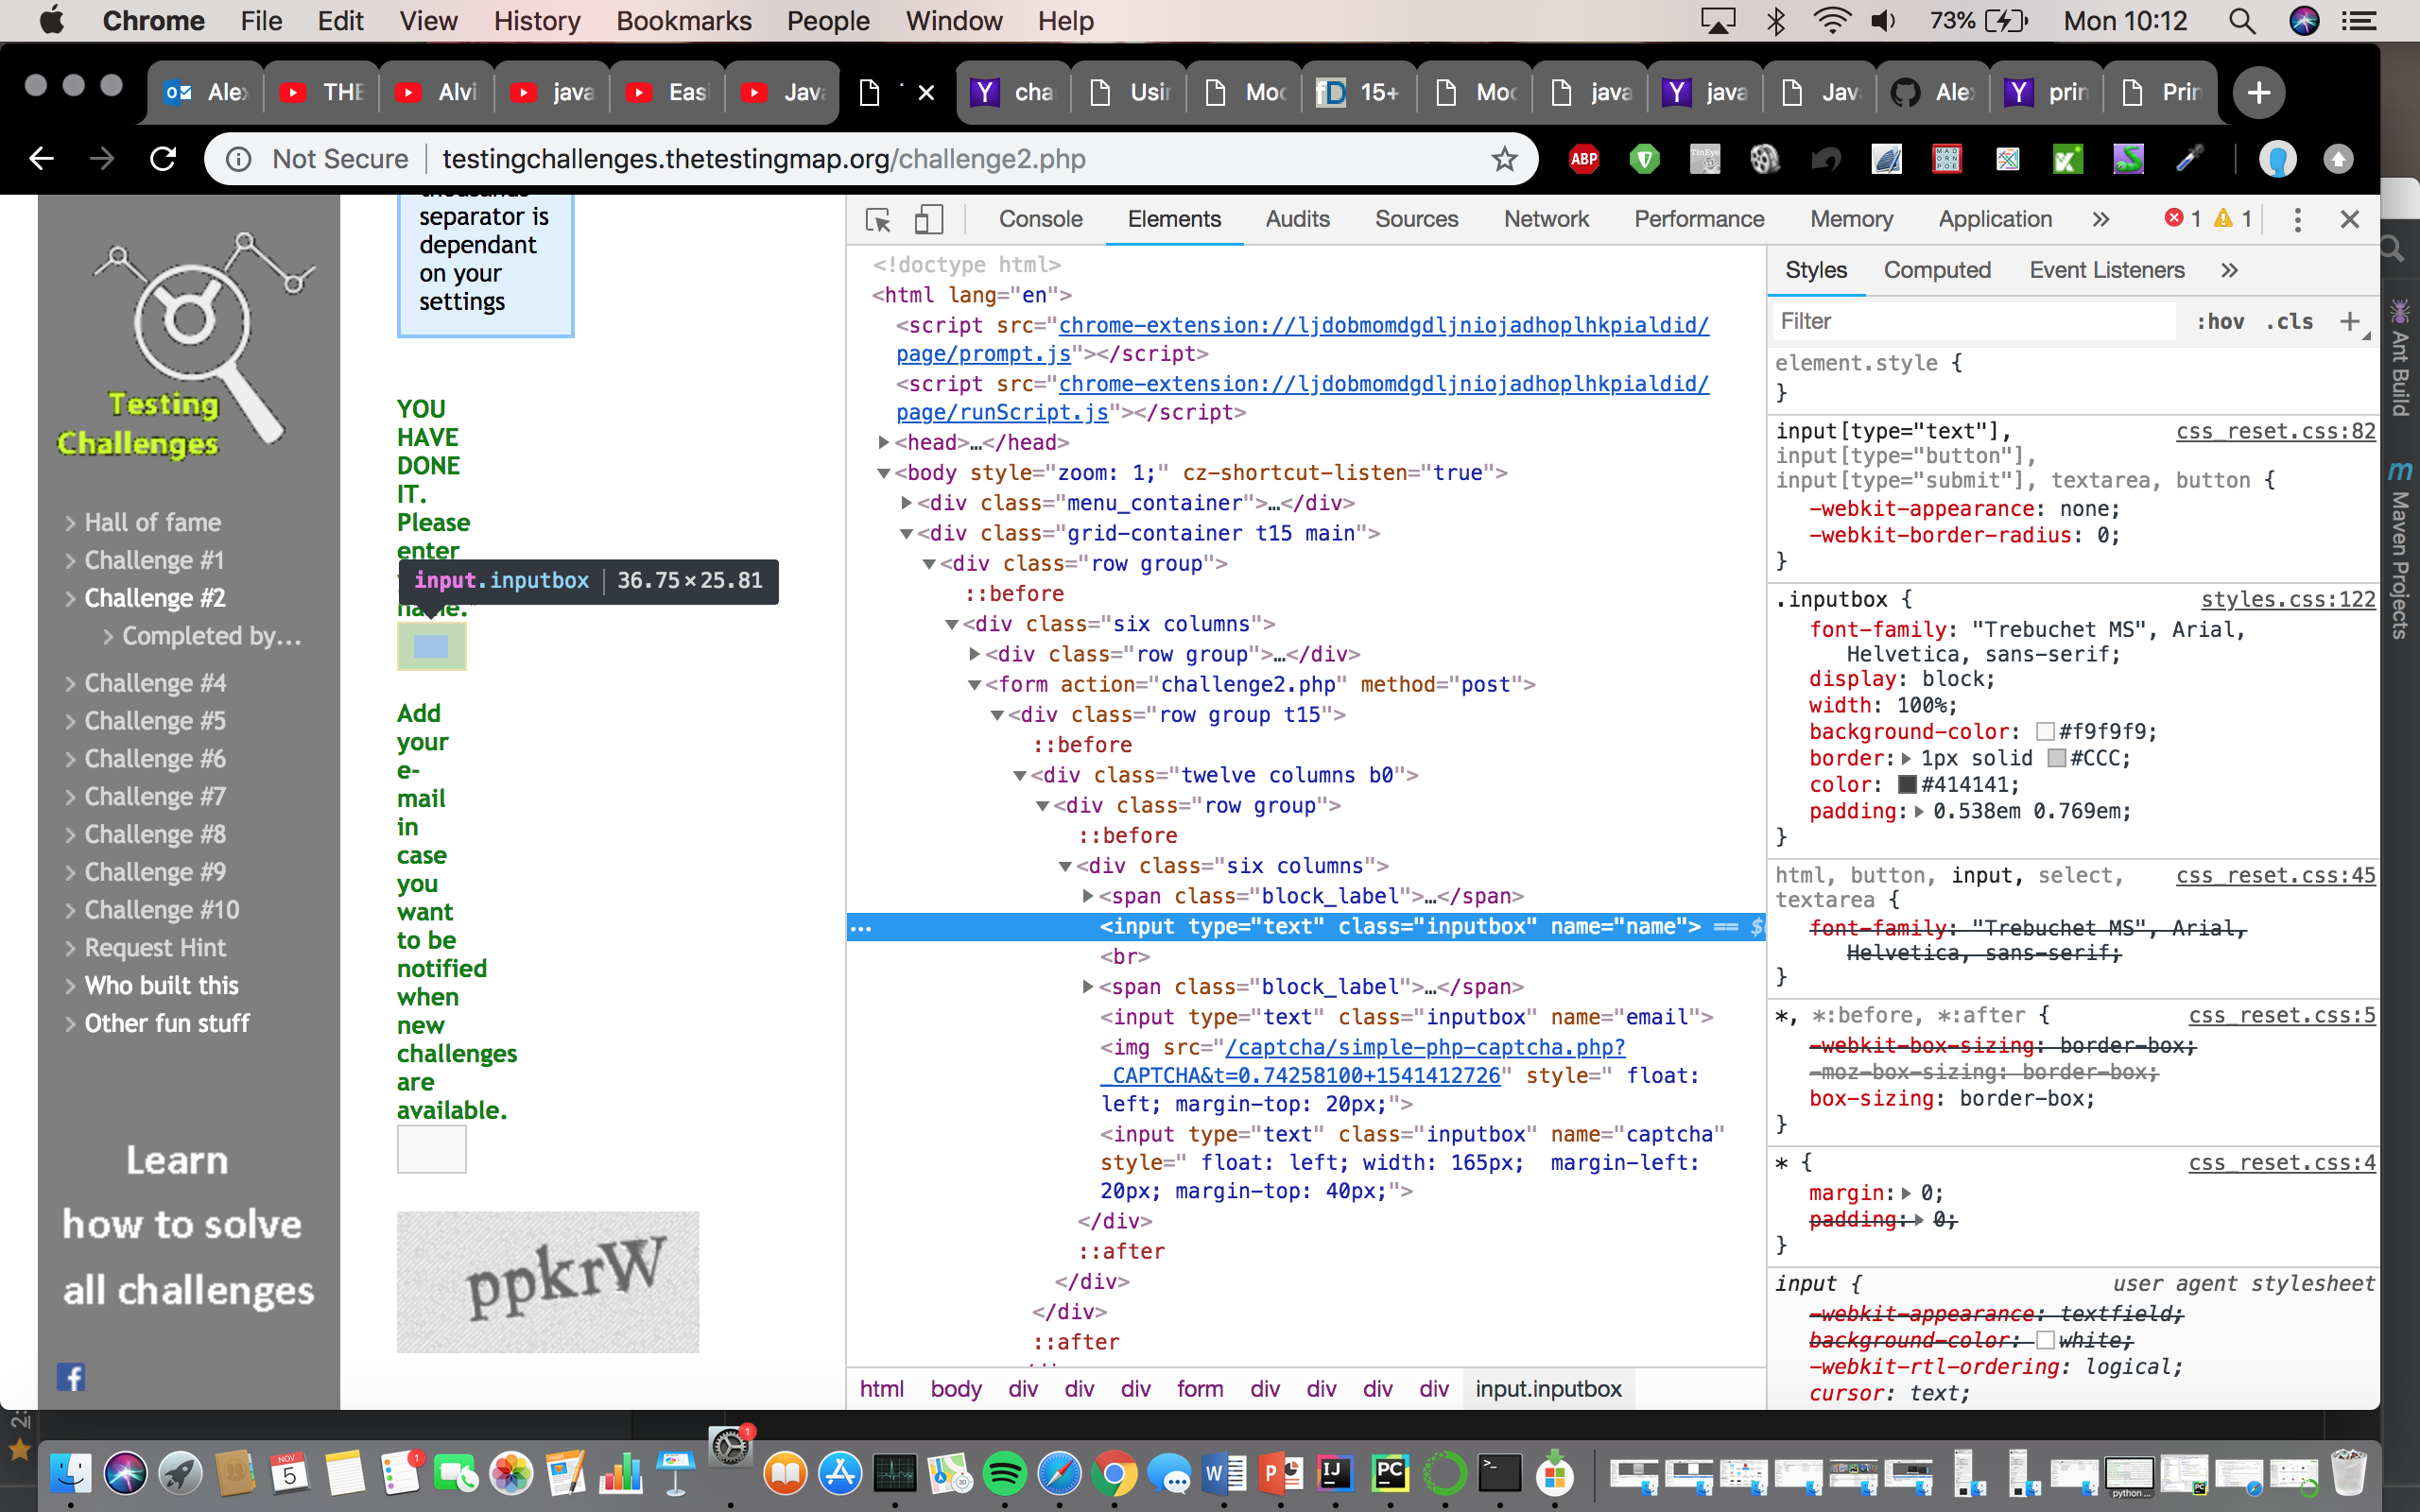 Chrome File Edit View History Bookmarks People Window Help 73% Mon 10:12
Ale THE Alvi java Easi Java cha Usin Moc 15+ Moc java java Jav Ale prin Prin
Not Secure testingchallenges.thetestingmap.org/challenge2.php
Testing
Challenges
Hall of fame
Challenge #1
Challenge #2
Completed by...
Challenge #4
Challenge #5
Challenge #6
Challenge #7
Challenge #8
Challenge #9
Challenge #10
Request Hint
Who built this
Other fun stuff
Learn
how to solve
all challenges
separator is
dependant
on your
settings
YOU
HAVE
DONE
IT.
Please
enter
name.
input.inputbox 36.75×25.81
Add
your
e-
mail
in
case
you
want
to be
notified
when
new
challenges
are
available.
ppkrW
Console Elements Audits Sources Network Performance Memory Application » 1 1
<!doctype html>
<html lang="en">
<script src="chrome-extension://ljdobmomdgdljniojadhoplhkpialdid/
page/prompt.js"></script>
<script src="chrome-extension://ljdobmomdgdljniojadhoplhkpialdid/
page/runScript.js"></script>
<head>…</head>
<body style="zoom: 1;" cz-shortcut-listen="true">
<div class="menu_container">…</div>
<div class="grid-container t15 main">
<div class="row group">
::before
<div class="six columns">
<div class="row group">…</div>
<form action="challenge2.php" method="post">
<div class="row group t15">
::before
<div class="twelve columns b0">
<div class="row group">
::before
<div class="six columns">
<span class="block_label">…</span>
… <input type="text" class="inputbox" name="name"> == $
<br>
<span class="block_label">…</span>
<input type="text" class="inputbox" name="email">
<img src="/captcha/simple-php-captcha.php?
_CAPTCHA&t=0.74258100+1541412726" style=" float:
left; margin-top: 20px;">
<input type="text" class="inputbox" name="captcha"
style=" float: left; width: 165px;  margin-left:
20px; margin-top: 40px;">
</div>
::after
</div>
</div>
::after
html body div div div form div div div div input.inputbox
Styles Computed Event Listeners »
Filter :hov .cls +
element.style {
}
input[type="text"], css_reset.css:82
input[type="button"],
input[type="submit"], textarea, button {
-webkit-appearance: none;
-webkit-border-radius: 0;
}
.inputbox { styles.css:122
font-family: "Trebuchet MS", Arial,
Helvetica, sans-serif;
display: block;
width: 100%;
background-color: #f9f9f9;
border: 1px solid #CCC;
color: #414141;
padding: 0.538em 0.769em;
}
html, button, input, select, css_reset.css:45
textarea {
font-family: "Trebuchet MS", Arial,
Helvetica, sans-serif;
}
*, *:before, *:after { css_reset.css:5
-webkit-box-sizing: border-box;
-moz-box-sizing: border-box;
box-sizing: border-box;
}
* { css_reset.css:4
margin: 0;
padding: 0;
}
input { user agent stylesheet
-webkit-appearance: textfield;
background-color: white;
-webkit-rtl-ordering: logical;
cursor: text;
Ant Build
Maven Projects